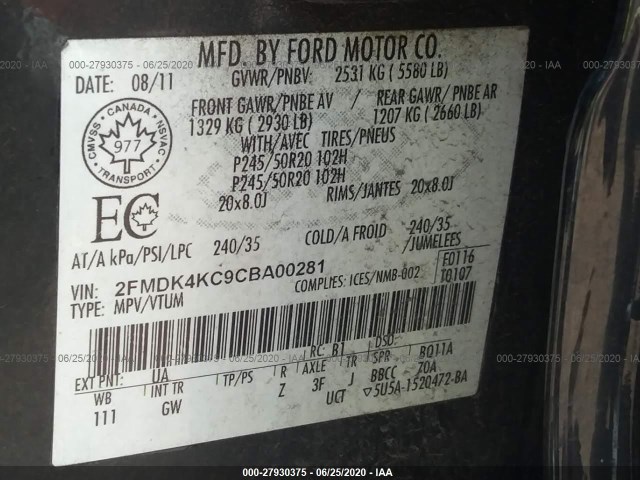 000-27930375 - 06/25/2020 - IAA
MFD. BY FORD MOTOR CO.
DATE: 08/11
GVWR/PNBV: 2531 KG ( 5580 LB)
FRONT GAWR/PNBE AV / REAR GAWR/ PNBE AR
1329 KG ( 2930 LB) 1207 KG ( 2660 LB)
WITH/AVEC TIRES/PNEUS
P245/50R20 102H
P245/50R20 102H
20x8.0J RIMS/JANTES 20x8.0J
CANADA
CMVSS
NSVAC
977
TRANSPORT
EC
AT/A kPa/PSI/LPC 240/35 COLD/A FROID 240/35
/JUMELEES
VIN: 2FMDK4KC9CBA00281
COMPLIES: ICES/NMB-002
F0116
T0107
TYPE: MPV/VTUM
RC: B1 DSO:
EXT PNT: UA
WB INT TR TP/PS R AXLE TR SPR B011A
111 GW Z 3F J BBCC 70A
UCT ▽5U5A-1520472-BA
000-27930375 - 06/25/2020 - IAA